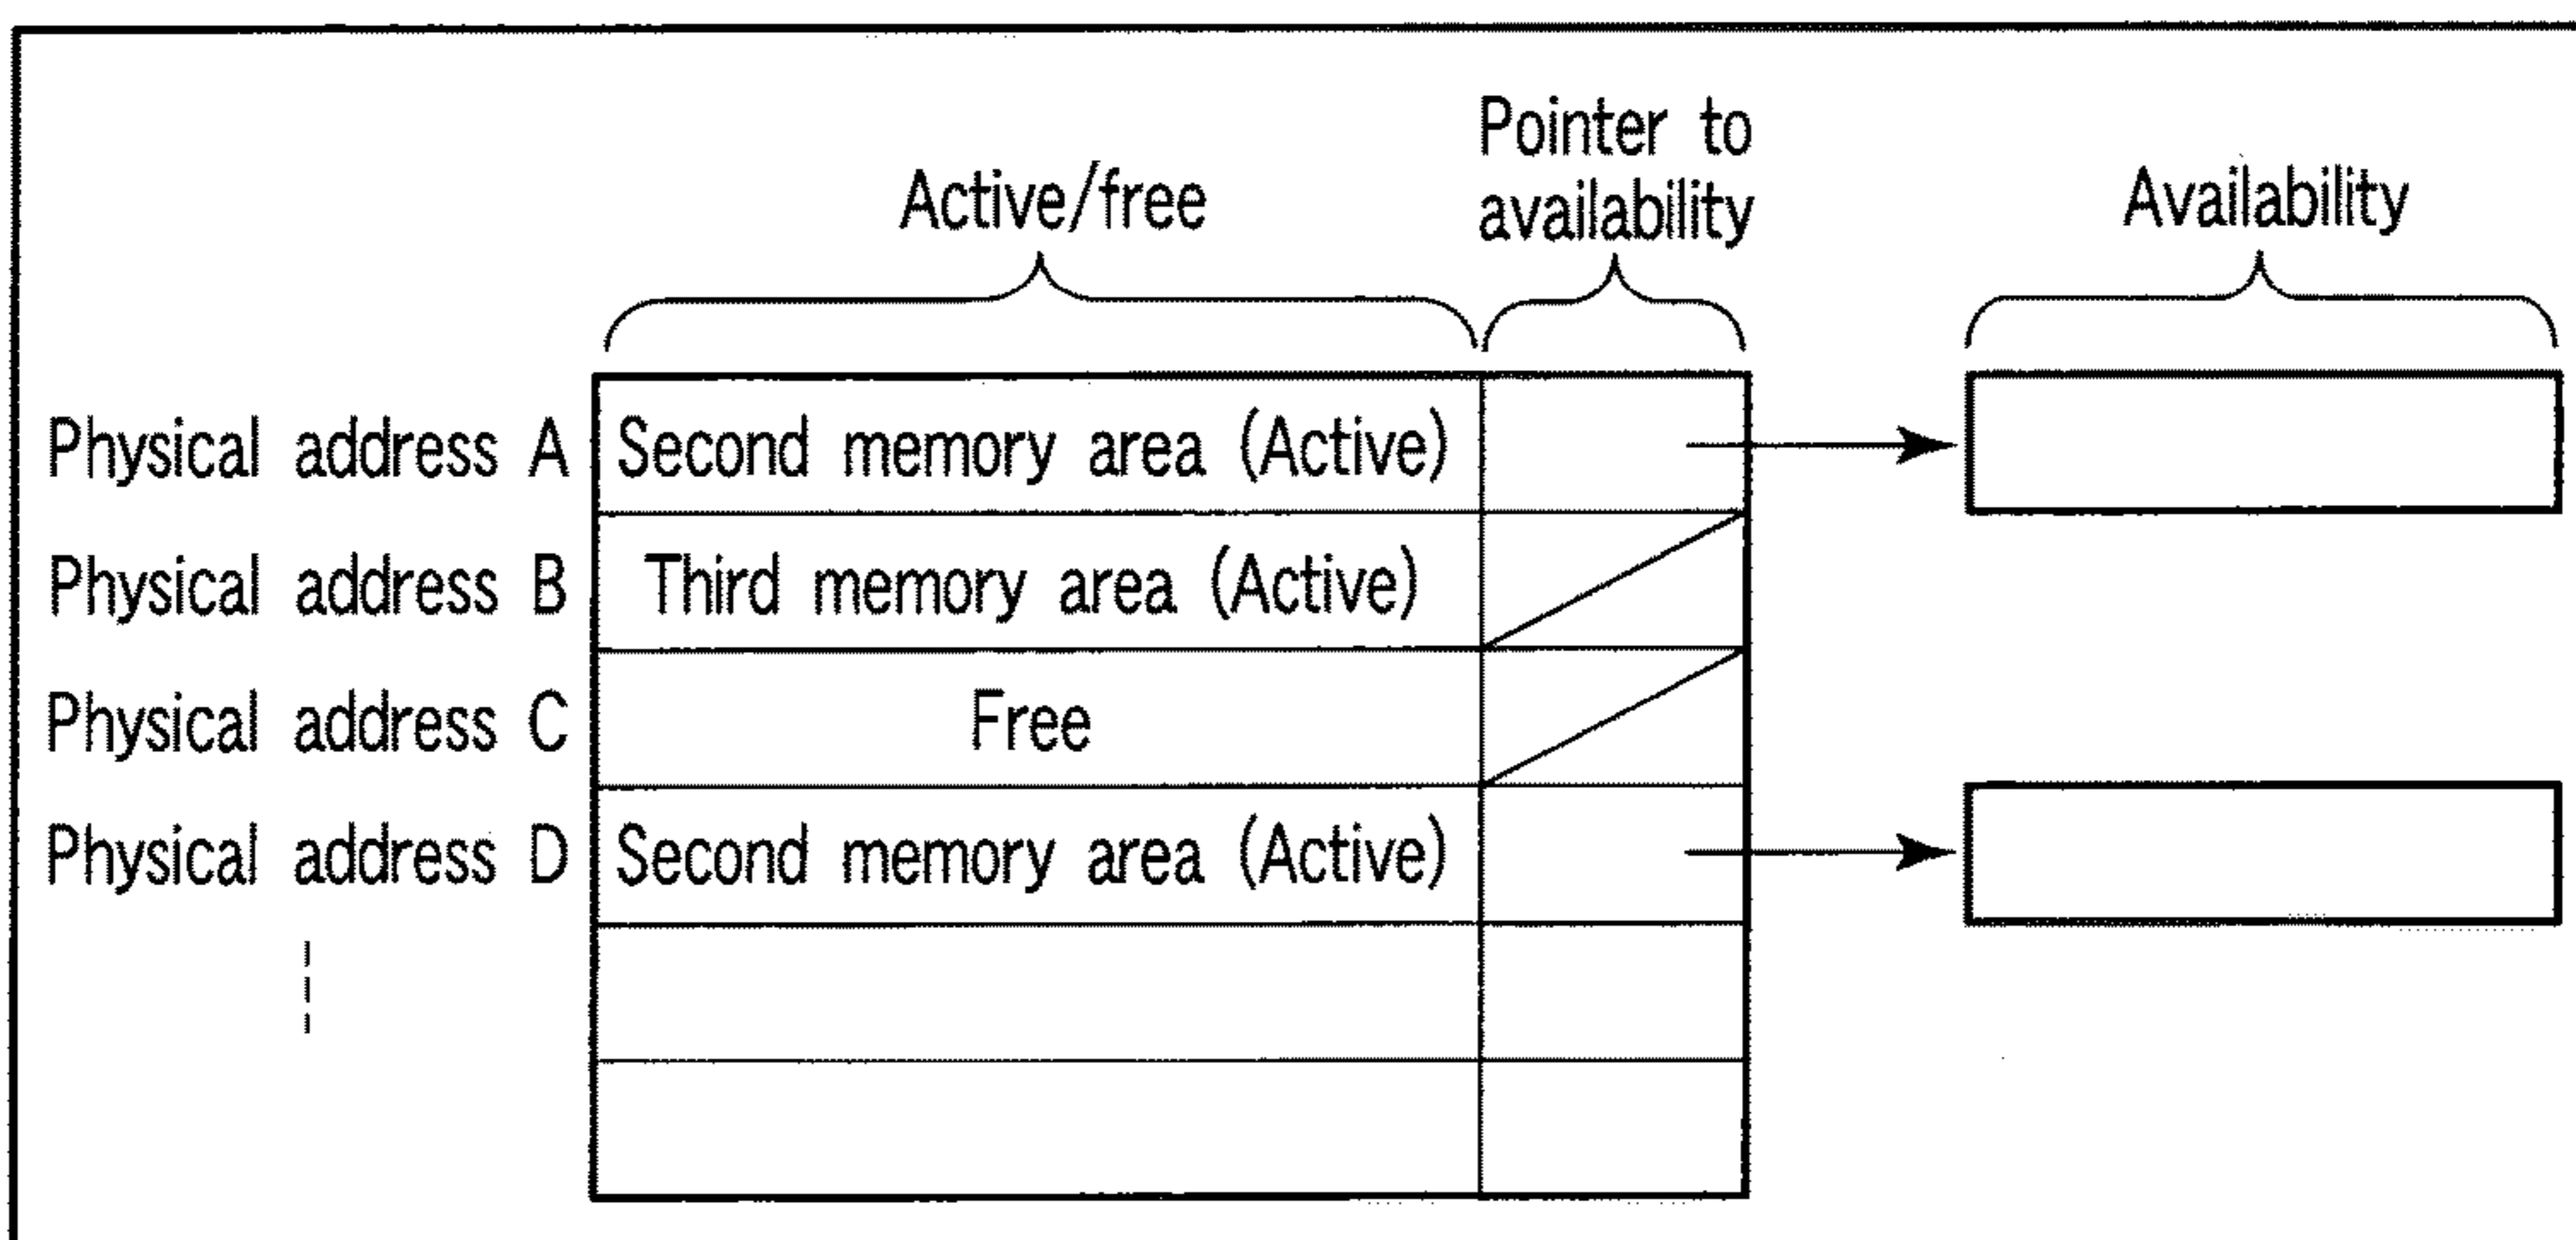 Pointer to
Active/free availability Availability
Physical address A Second memory area (Active)
Physical address B Third memory area (Active)
Physical address C Free
Physical address D Second memory area (Active)